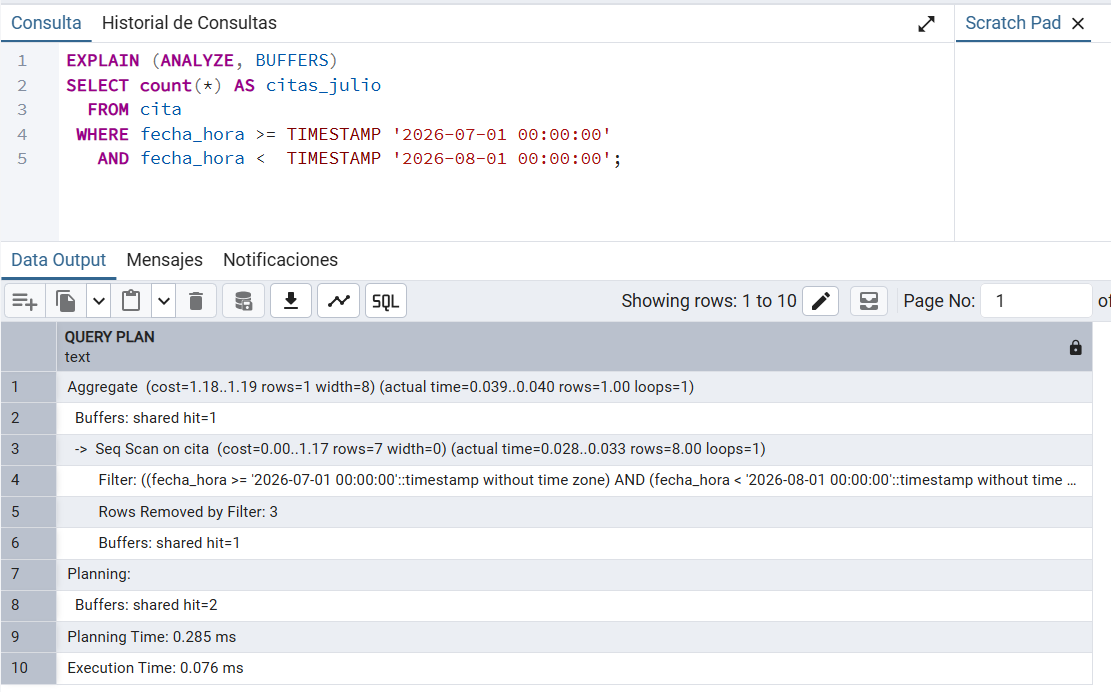 Consulta Historial de Consultas Scratch Pad
1 EXPLAIN (ANALYZE, BUFFERS)
2 SELECT count(*) AS citas_julio
3 FROM cita
4 WHERE fecha_hora >= TIMESTAMP '2026-07-01 00:00:00'
5 AND fecha_hora < TIMESTAMP '2026-08-01 00:00:00';
Data Output Mensajes Notificaciones
SQL Showing rows: 1 to 10 Page No: 1 of
QUERY PLAN
text
1 Aggregate (cost=1.18..1.19 rows=1 width=8) (actual time=0.039..0.040 rows=1.00 loops=1)
2 Buffers: shared hit=1
3 -> Seq Scan on cita (cost=0.00..1.17 rows=7 width=0) (actual time=0.028..0.033 rows=8.00 loops=1)
4 Filter: ((fecha_hora >= '2026-07-01 00:00:00'::timestamp without time zone) AND (fecha_hora < '2026-08-01 00:00:00'::timestamp without time ...
5 Rows Removed by Filter: 3
6 Buffers: shared hit=1
7 Planning:
8 Buffers: shared hit=2
9 Planning Time: 0.285 ms
10 Execution Time: 0.076 ms